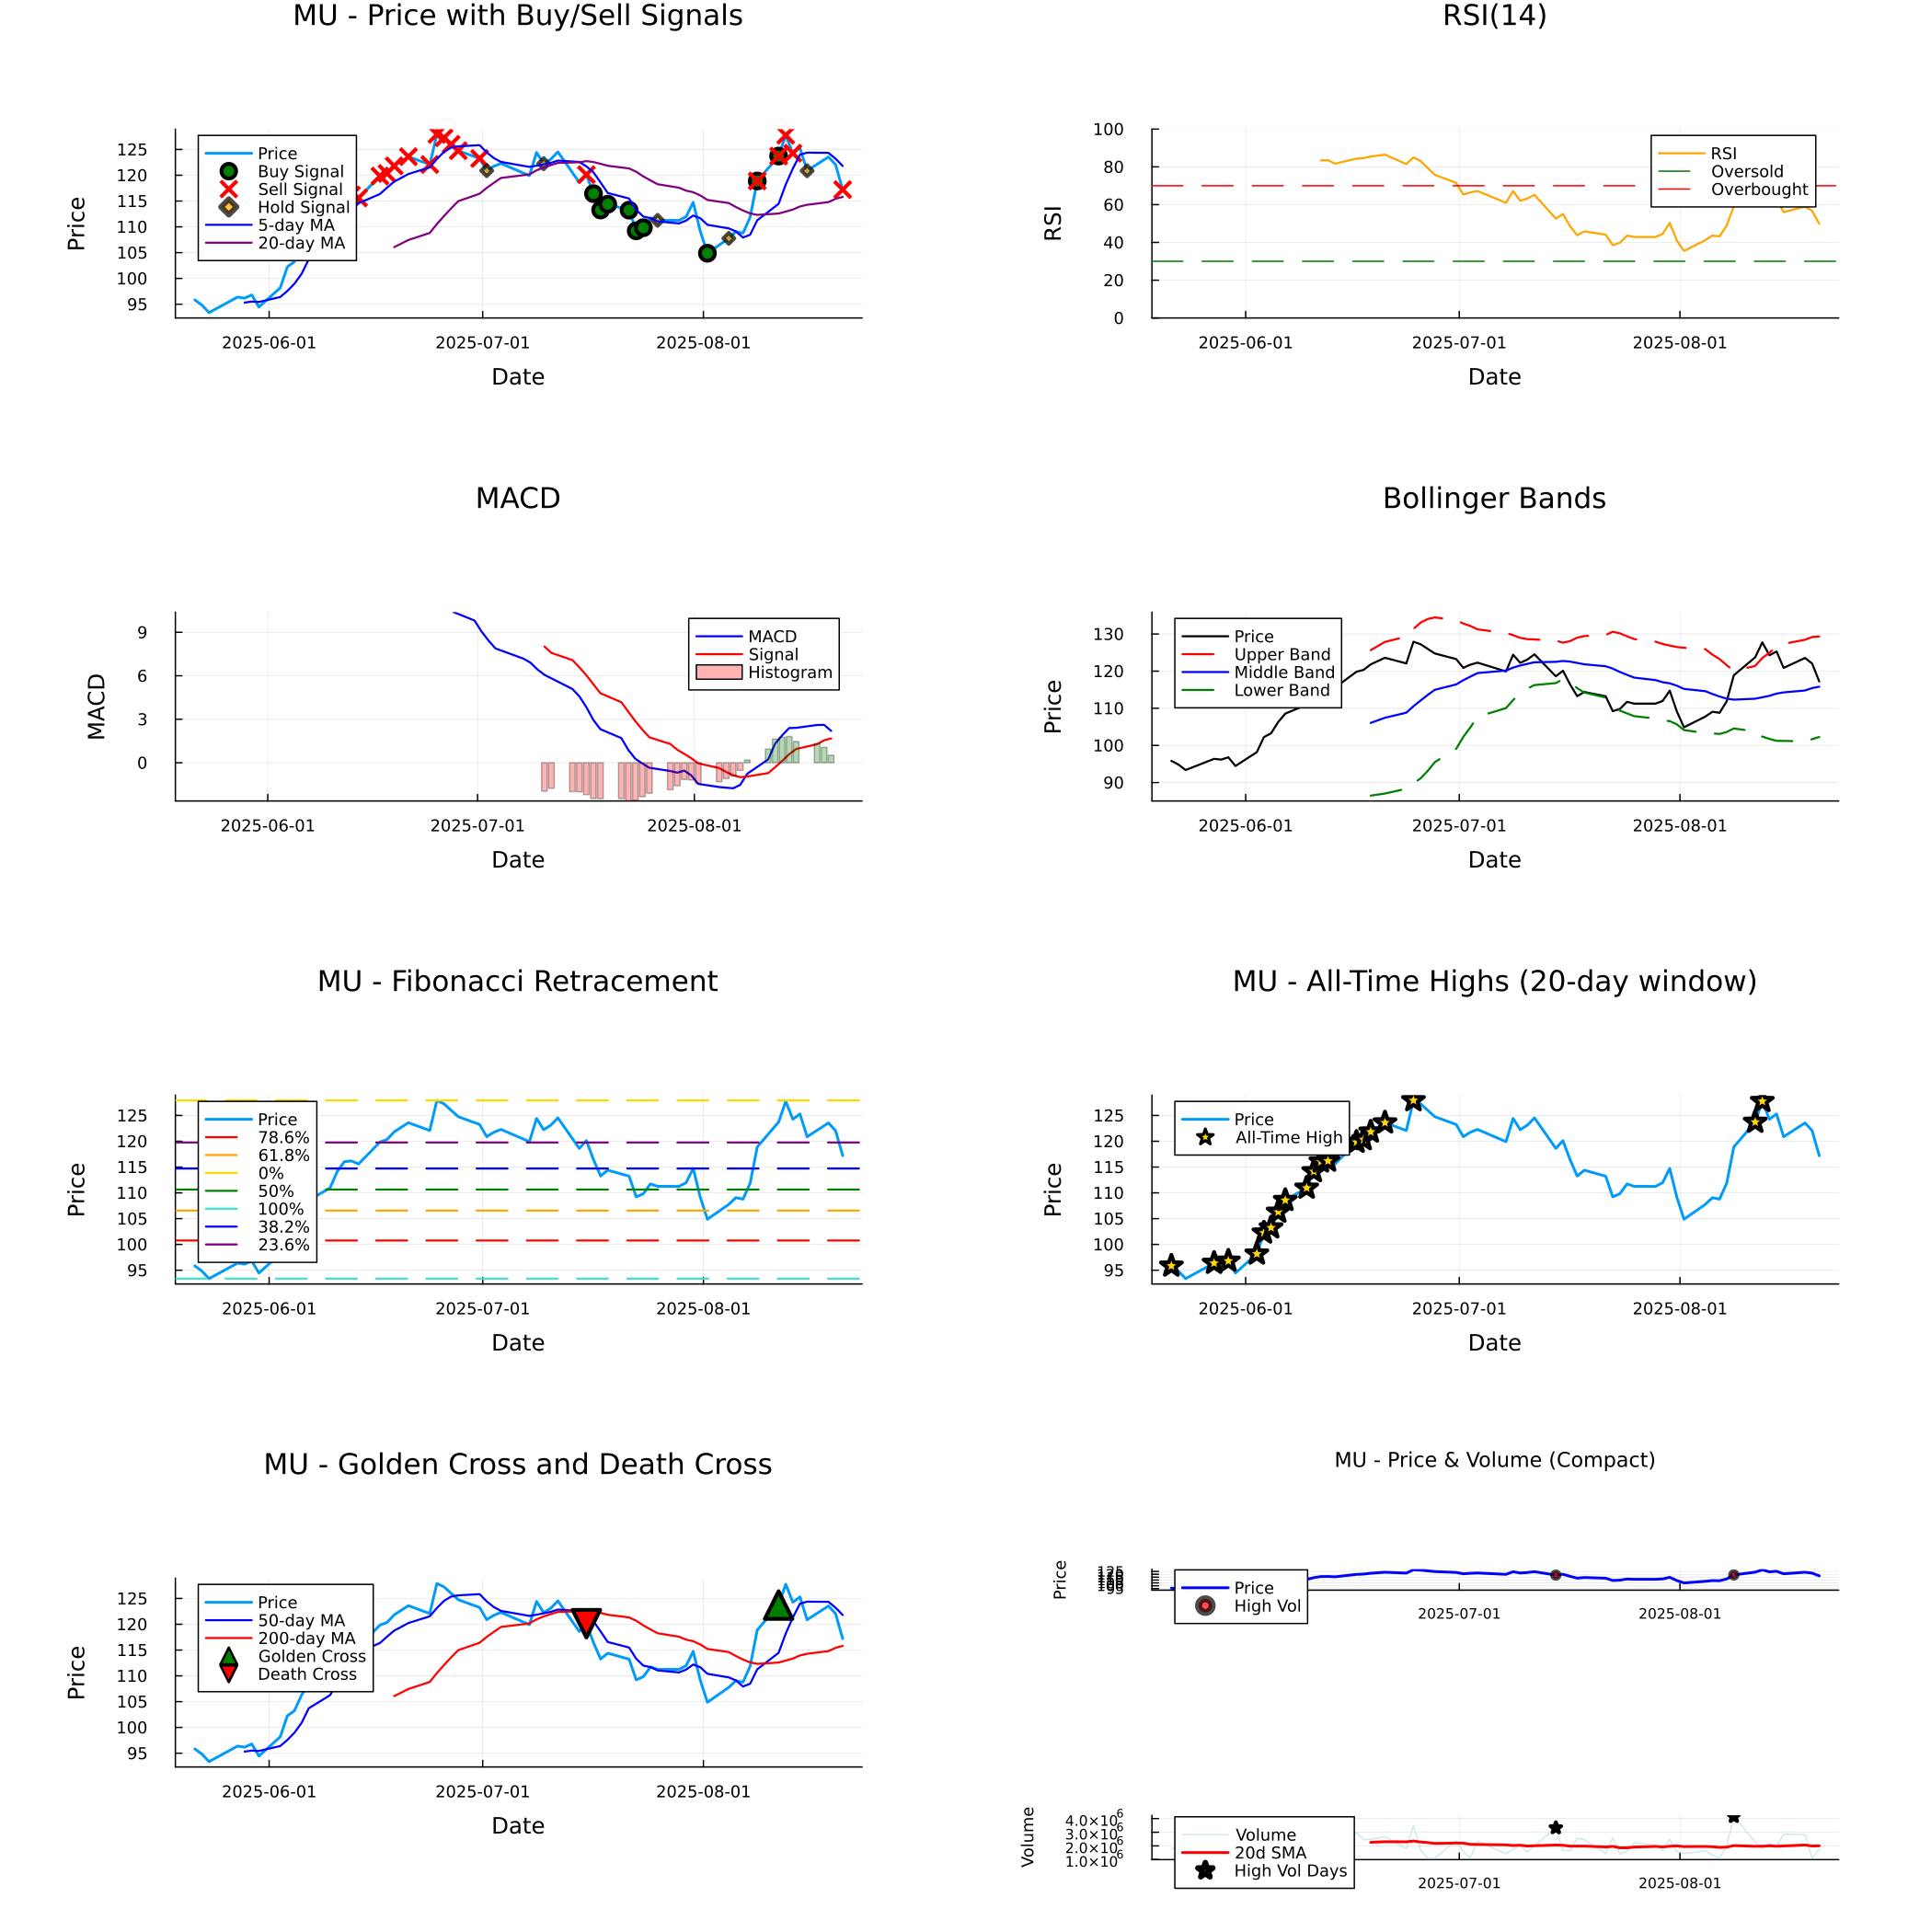 MU - Price with Buy/Sell Signals
Price
125
120
115
110
105
100
95
Price
Buy Signal
Sell Signal
Hold Signal
5-day MA
20-day MA
2025-06-01
2025-07-01
2025-08-01
Date
RSI(14)
RSI
100
80
60
40
20
0
RSI
Oversold
Overbought
2025-06-01
2025-07-01
2025-08-01
Date
MACD
MACD
9
6
3
0
MACD
Signal
Histogram
2025-06-01
2025-07-01
2025-08-01
Date
Bollinger Bands
Price
130
120
110
100
90
Price
Upper Band
Middle Band
Lower Band
2025-06-01
2025-07-01
2025-08-01
Date
MU - Fibonacci Retracement
Price
125
120
115
110
105
100
95
Price
78.6%
61.8%
0%
50%
100%
38.2%
23.6%
2025-06-01
2025-07-01
2025-08-01
Date
MU - All-Time Highs (20-day window)
Price
125
120
115
110
105
100
95
Price
All-Time High
2025-06-01
2025-07-01
2025-08-01
Date
MU - Golden Cross and Death Cross
Price
125
120
115
110
105
100
95
Price
50-day MA
200-day MA
Golden Cross
Death Cross
2025-06-01
2025-07-01
2025-08-01
Date
MU - Price & Volume (Compact)
Price
Price
High Vol
2025-07-01
2025-08-01
Volume
4.0×10⁶
3.0×10⁶
2.0×10⁶
1.0×10⁶
Volume
20d SMA
High Vol Days
2025-07-01
2025-08-01